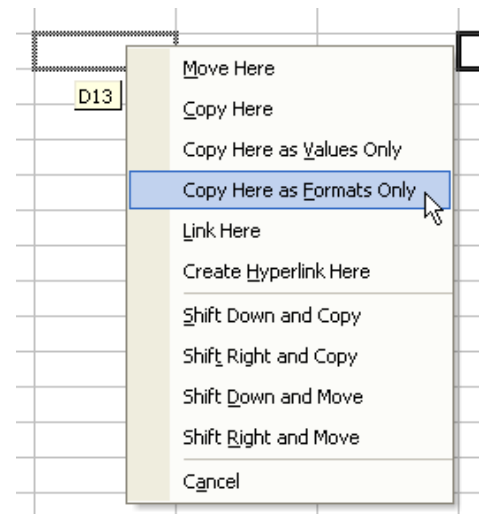 D13
Move Here
Copy Here
Copy Here as Values Only
Copy Here as Formats Only
Link Here
Create Hyperlink Here
Shift Down and Copy
Shift Right and Copy
Shift Down and Move
Shift Right and Move
Cancel